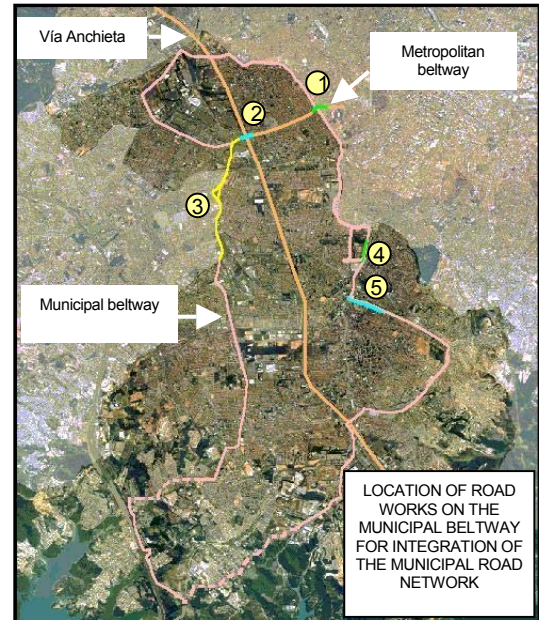 Vía Anchieta
Metropolitan
beltway
1
2
3
4
5
Municipal beltway
LOCATION OF ROAD
WORKS ON THE
MUNICIPAL BELTWAY
FOR INTEGRATION OF
THE MUNICIPAL ROAD
NETWORK